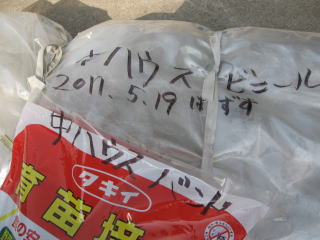 中ハウス ビニール
2011.5.19 はずす
中ハウス バンド
タキイ
育苗培